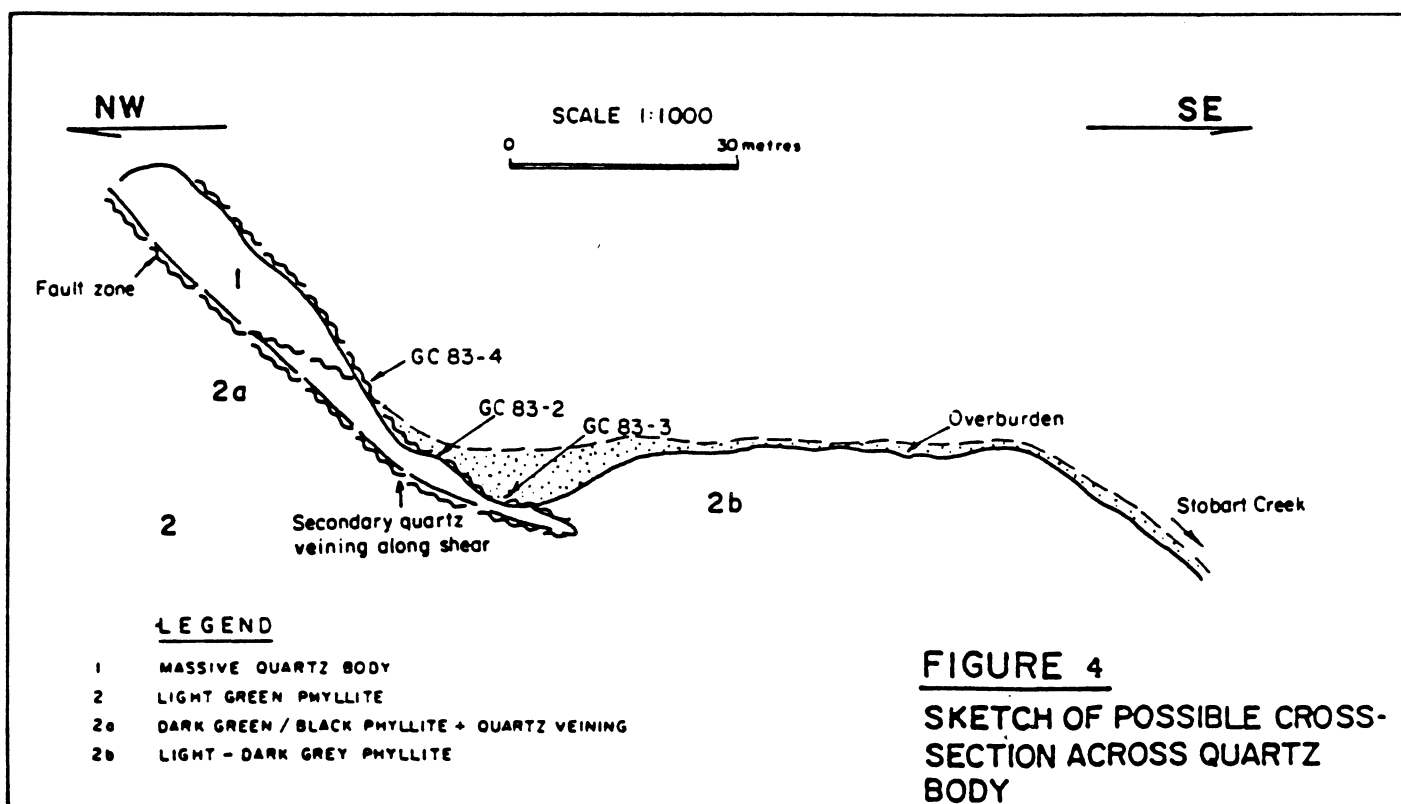 NW
SCALE 1:1000
SE
0 30 metres
Fault zone
1
2a
GC 83-4
GC 83-2
GC 83-3
Overburden
2
Secondary quartz
veining along shear
2b
Stobart Creek
LEGEND
1 MASSIVE QUARTZ BODY
2 LIGHT GREEN PHYLLITE
2a DARK GREEN / BLACK PHYLLITE + QUARTZ VEINING
2b LIGHT - DARK GREY PHYLLITE
FIGURE 4
SKETCH OF POSSIBLE CROSS-
SECTION ACROSS QUARTZ
BODY